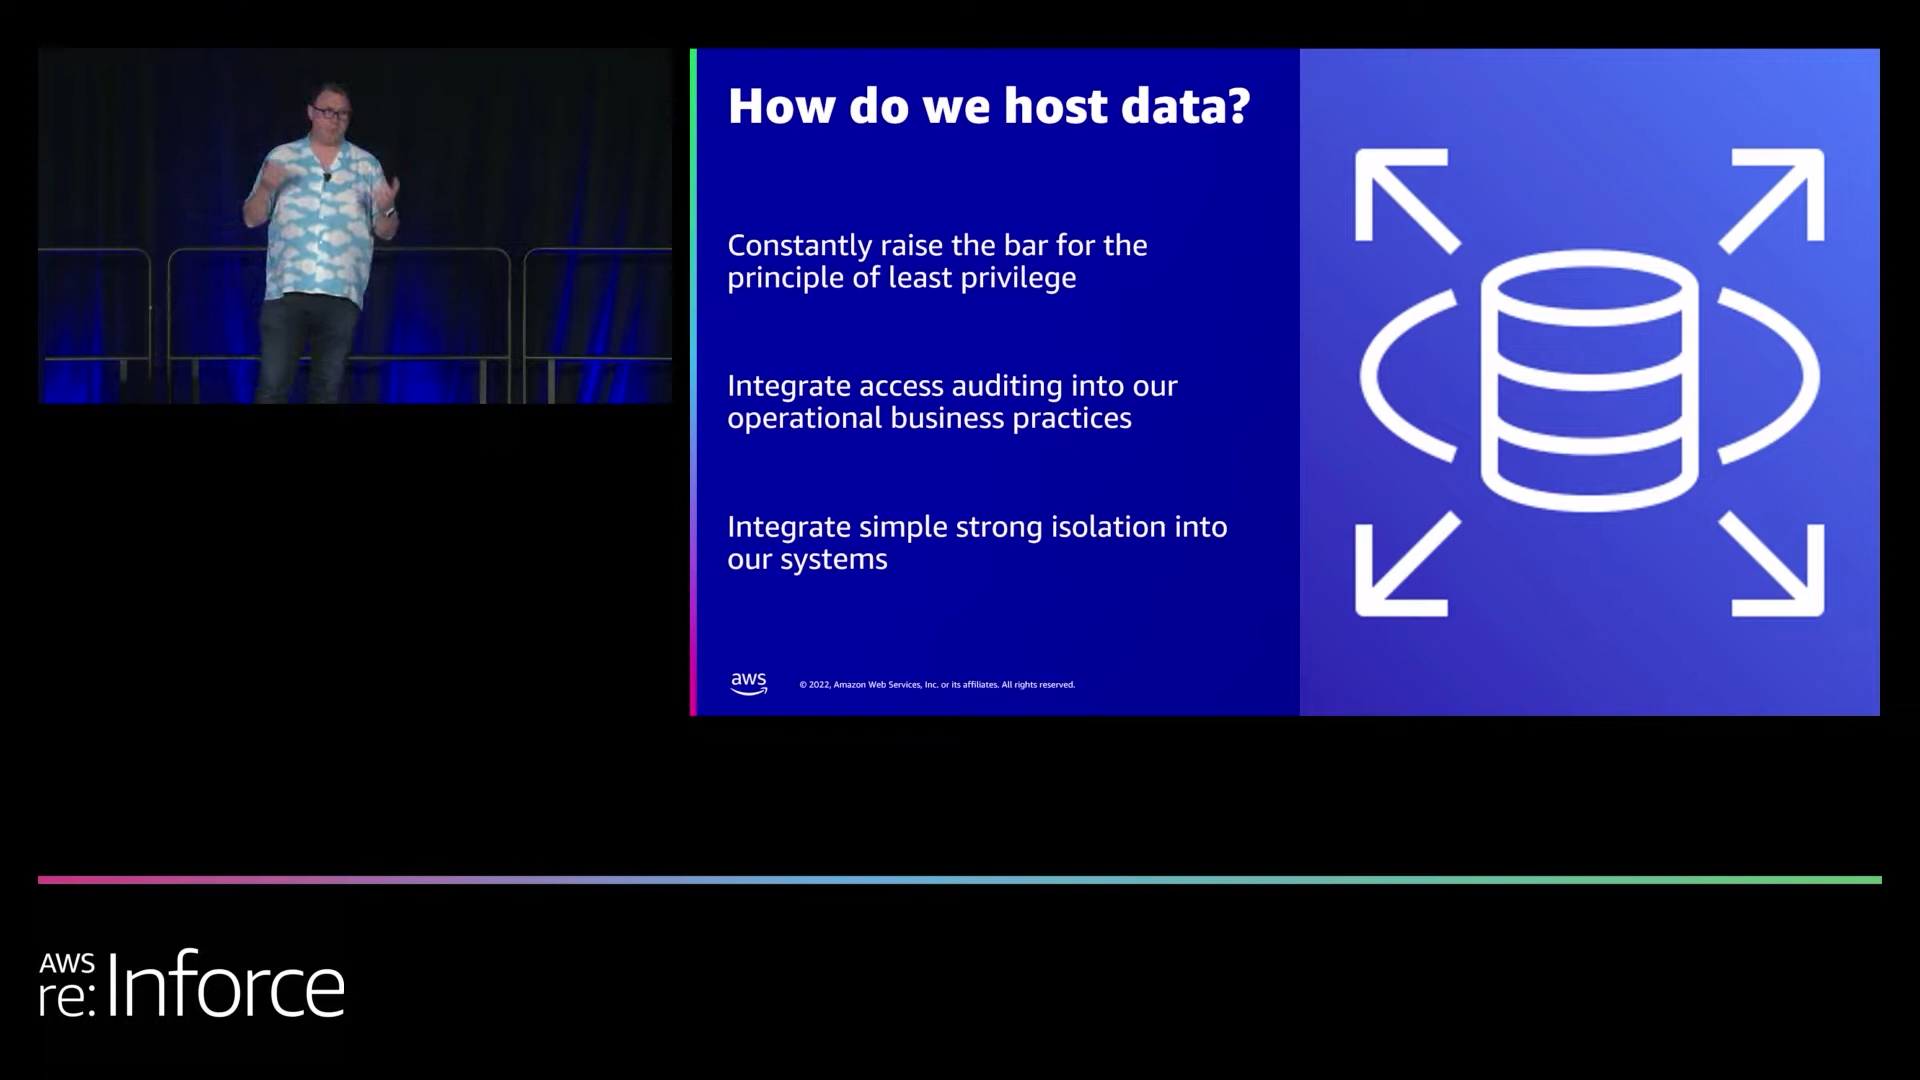 How do we host data?
Constantly raise the bar for the
principle of least privilege
Integrate access auditing into our
operational business practices
Integrate simple strong isolation into
our systems
aws
© 2022, Amazon Web Services, Inc. or its affiliates. All rights reserved.
AWS
re:Inforce